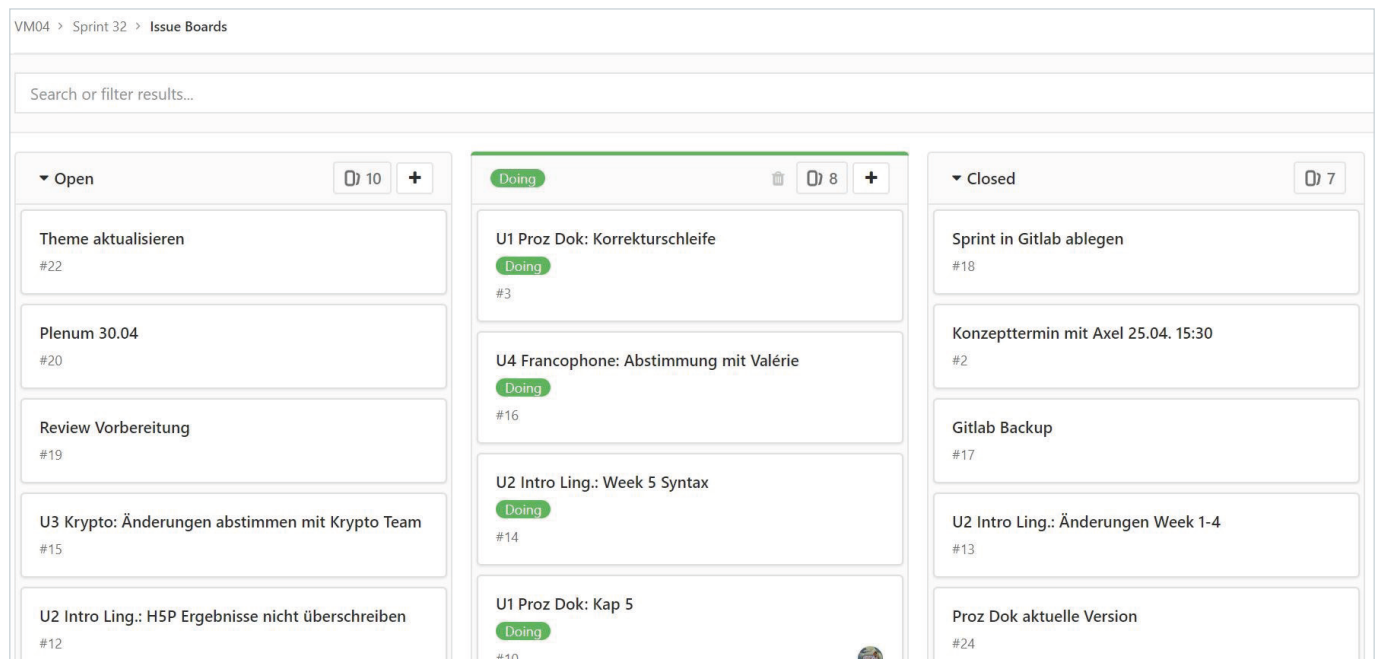 VM04 > Sprint 32 > Issue Boards
Search or filter results...
Open 10 +
Theme aktualisieren
#22
Plenum 30.04
#20
Review Vorbereitung
#19
U3 Krypto: Änderungen abstimmen mit Krypto Team
#15
U2 Intro Ling.: H5P Ergebnisse nicht überschreiben
#12
Doing 8 +
U1 Proz Dok: Korrekturschleife
Doing
#3
U4 Francophone: Abstimmung mit Valérie
Doing
#16
U2 Intro Ling.: Week 5 Syntax
Doing
#14
U1 Proz Dok: Kap 5
Doing
#10
Closed 7
Sprint in Gitlab ablegen
#18
Konzepttermin mit Axel 25.04. 15:30
#2
Gitlab Backup
#17
U2 Intro Ling.: Änderungen Week 1-4
#13
Proz Dok aktuelle Version
#24